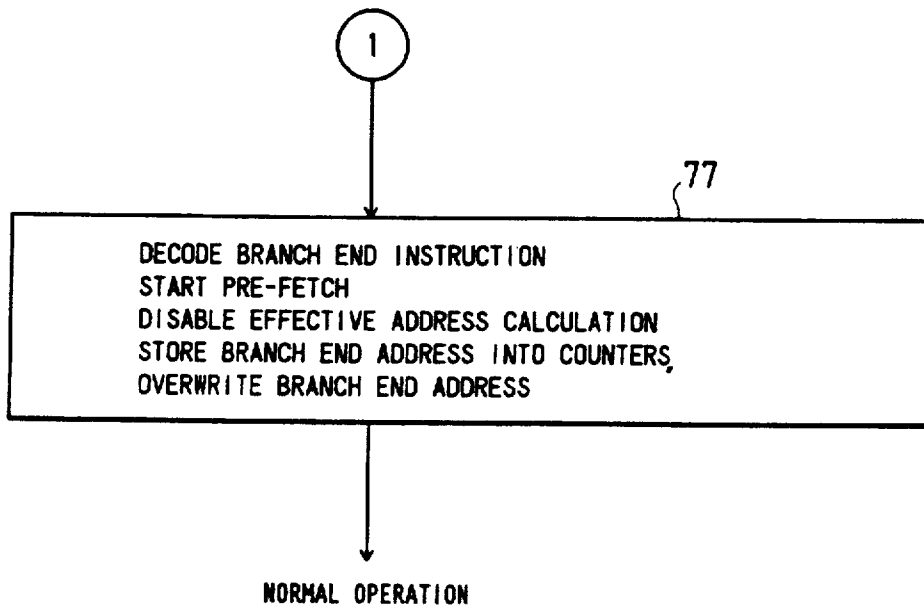 1
77
DECODE BRANCH END INSTRUCTION
START PRE-FETCH
DISABLE EFFECTIVE ADDRESS CALCULATION
STORE BRANCH END ADDRESS INTO COUNTERS,
OVERWRITE BRANCH END ADDRESS
NORMAL OPERATION